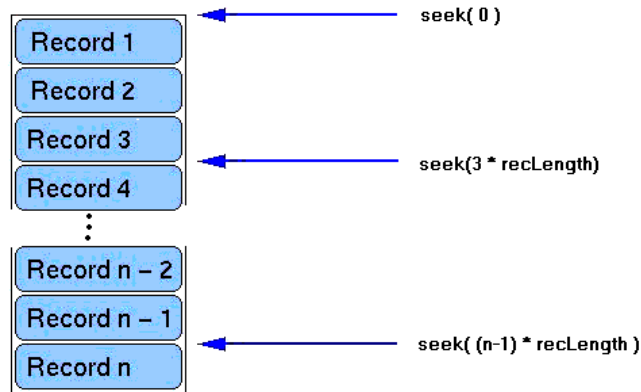 seek( 0 )
Record 1
Record 2
Record 3
seek(3 * recLength)
Record 4
Record n – 2
Record n – 1
seek( (n-1) * recLength )
Record n